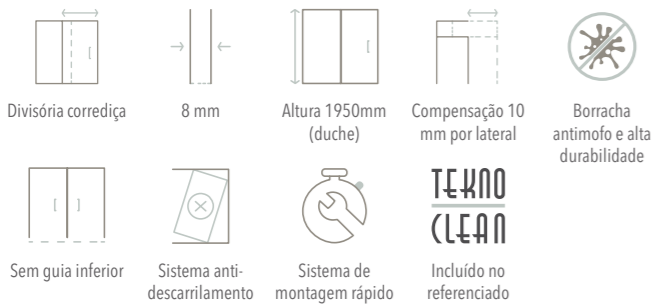 Divisória corrediça
8 mm
Altura 1950mm
(duche)
Compensação 10
mm por lateral
Borracha
antimofo e alta
durabilidade
Sem guia inferior
Sistema anti-
descarrilamento
Sistema de
montagem rápido
TEKNO
CLEAN
Incluído no
referenciado